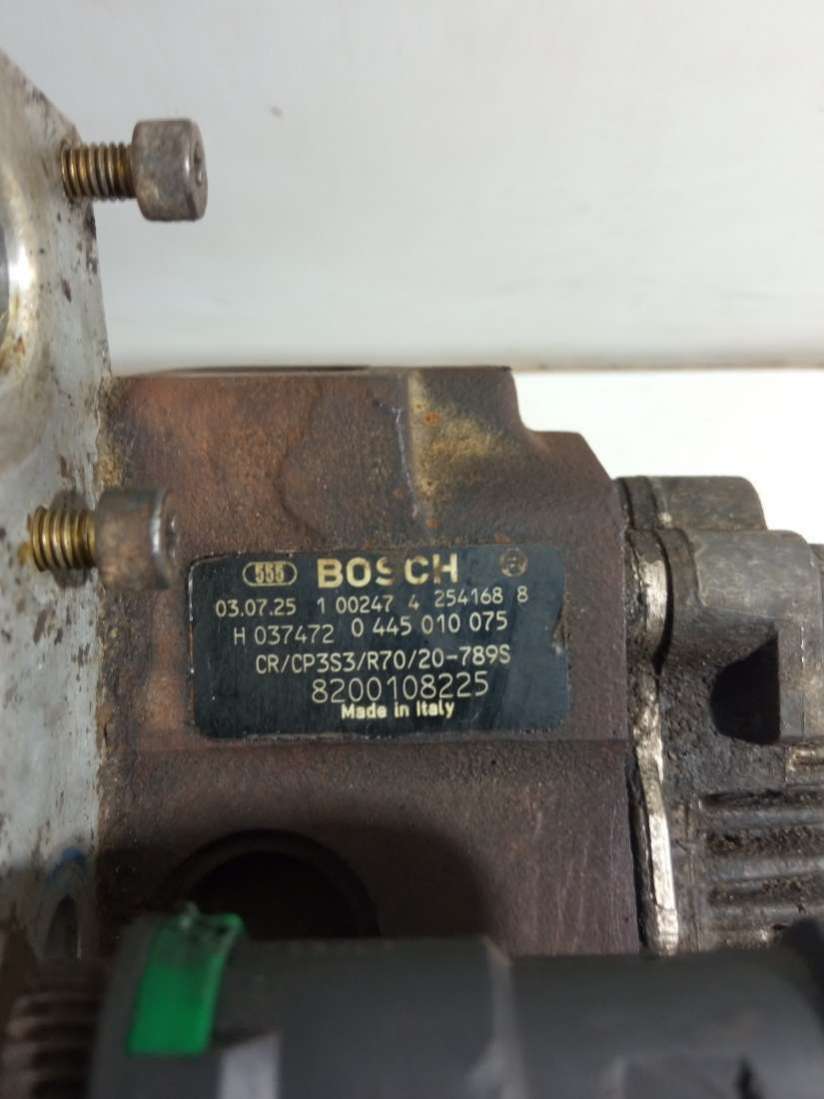 555 BOSCH
03.07.25 1 00247 4 254168 8
H 037472 0 445 010 075
CR/CP3S3/R70/20-789S
8200108225
Made in Italy